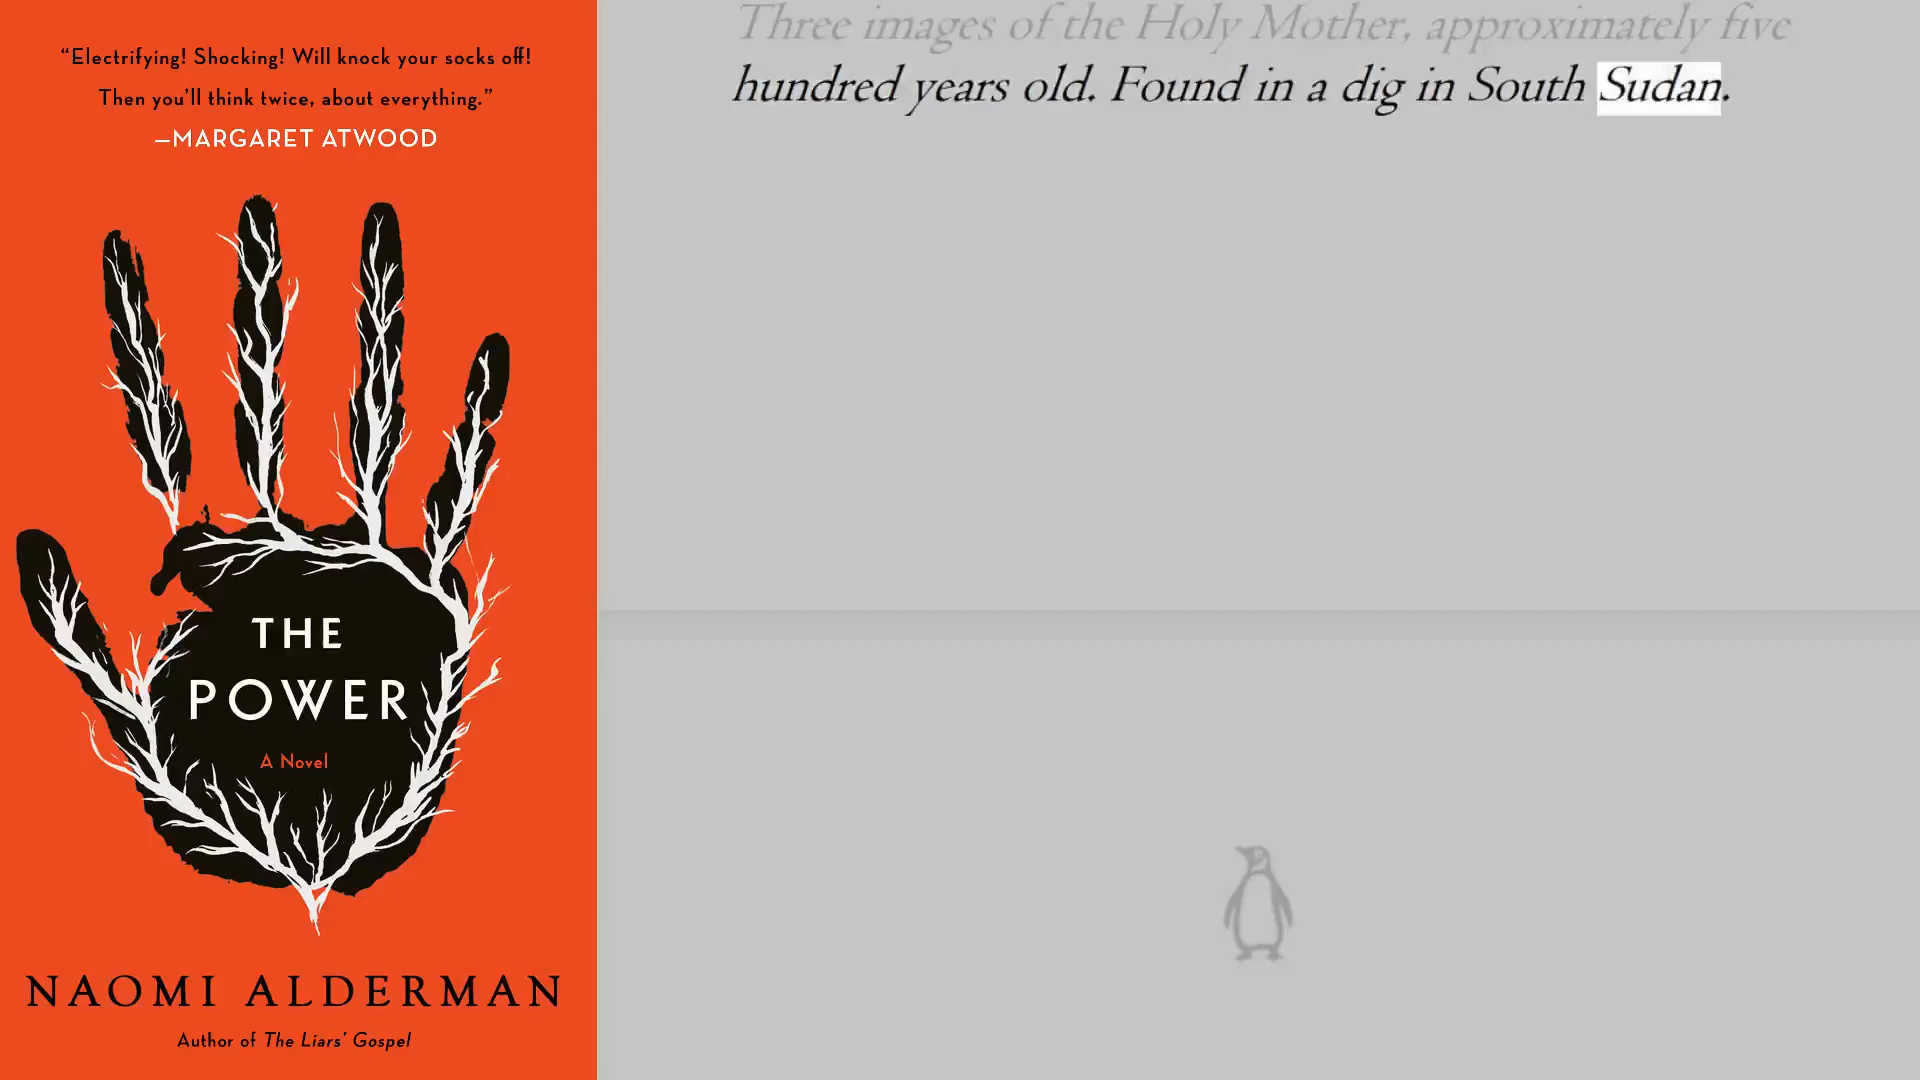 “Electrifying! Shocking! Will knock your socks off!
Then you’ll think twice, about everything.”
—MARGARET ATWOOD
THE
POWER
A Novel
NAOMI ALDERMAN
Author of The Liars’ Gospel
Three images of the Holy Mother, approximately five
hundred years old. Found in a dig in South Sudan.